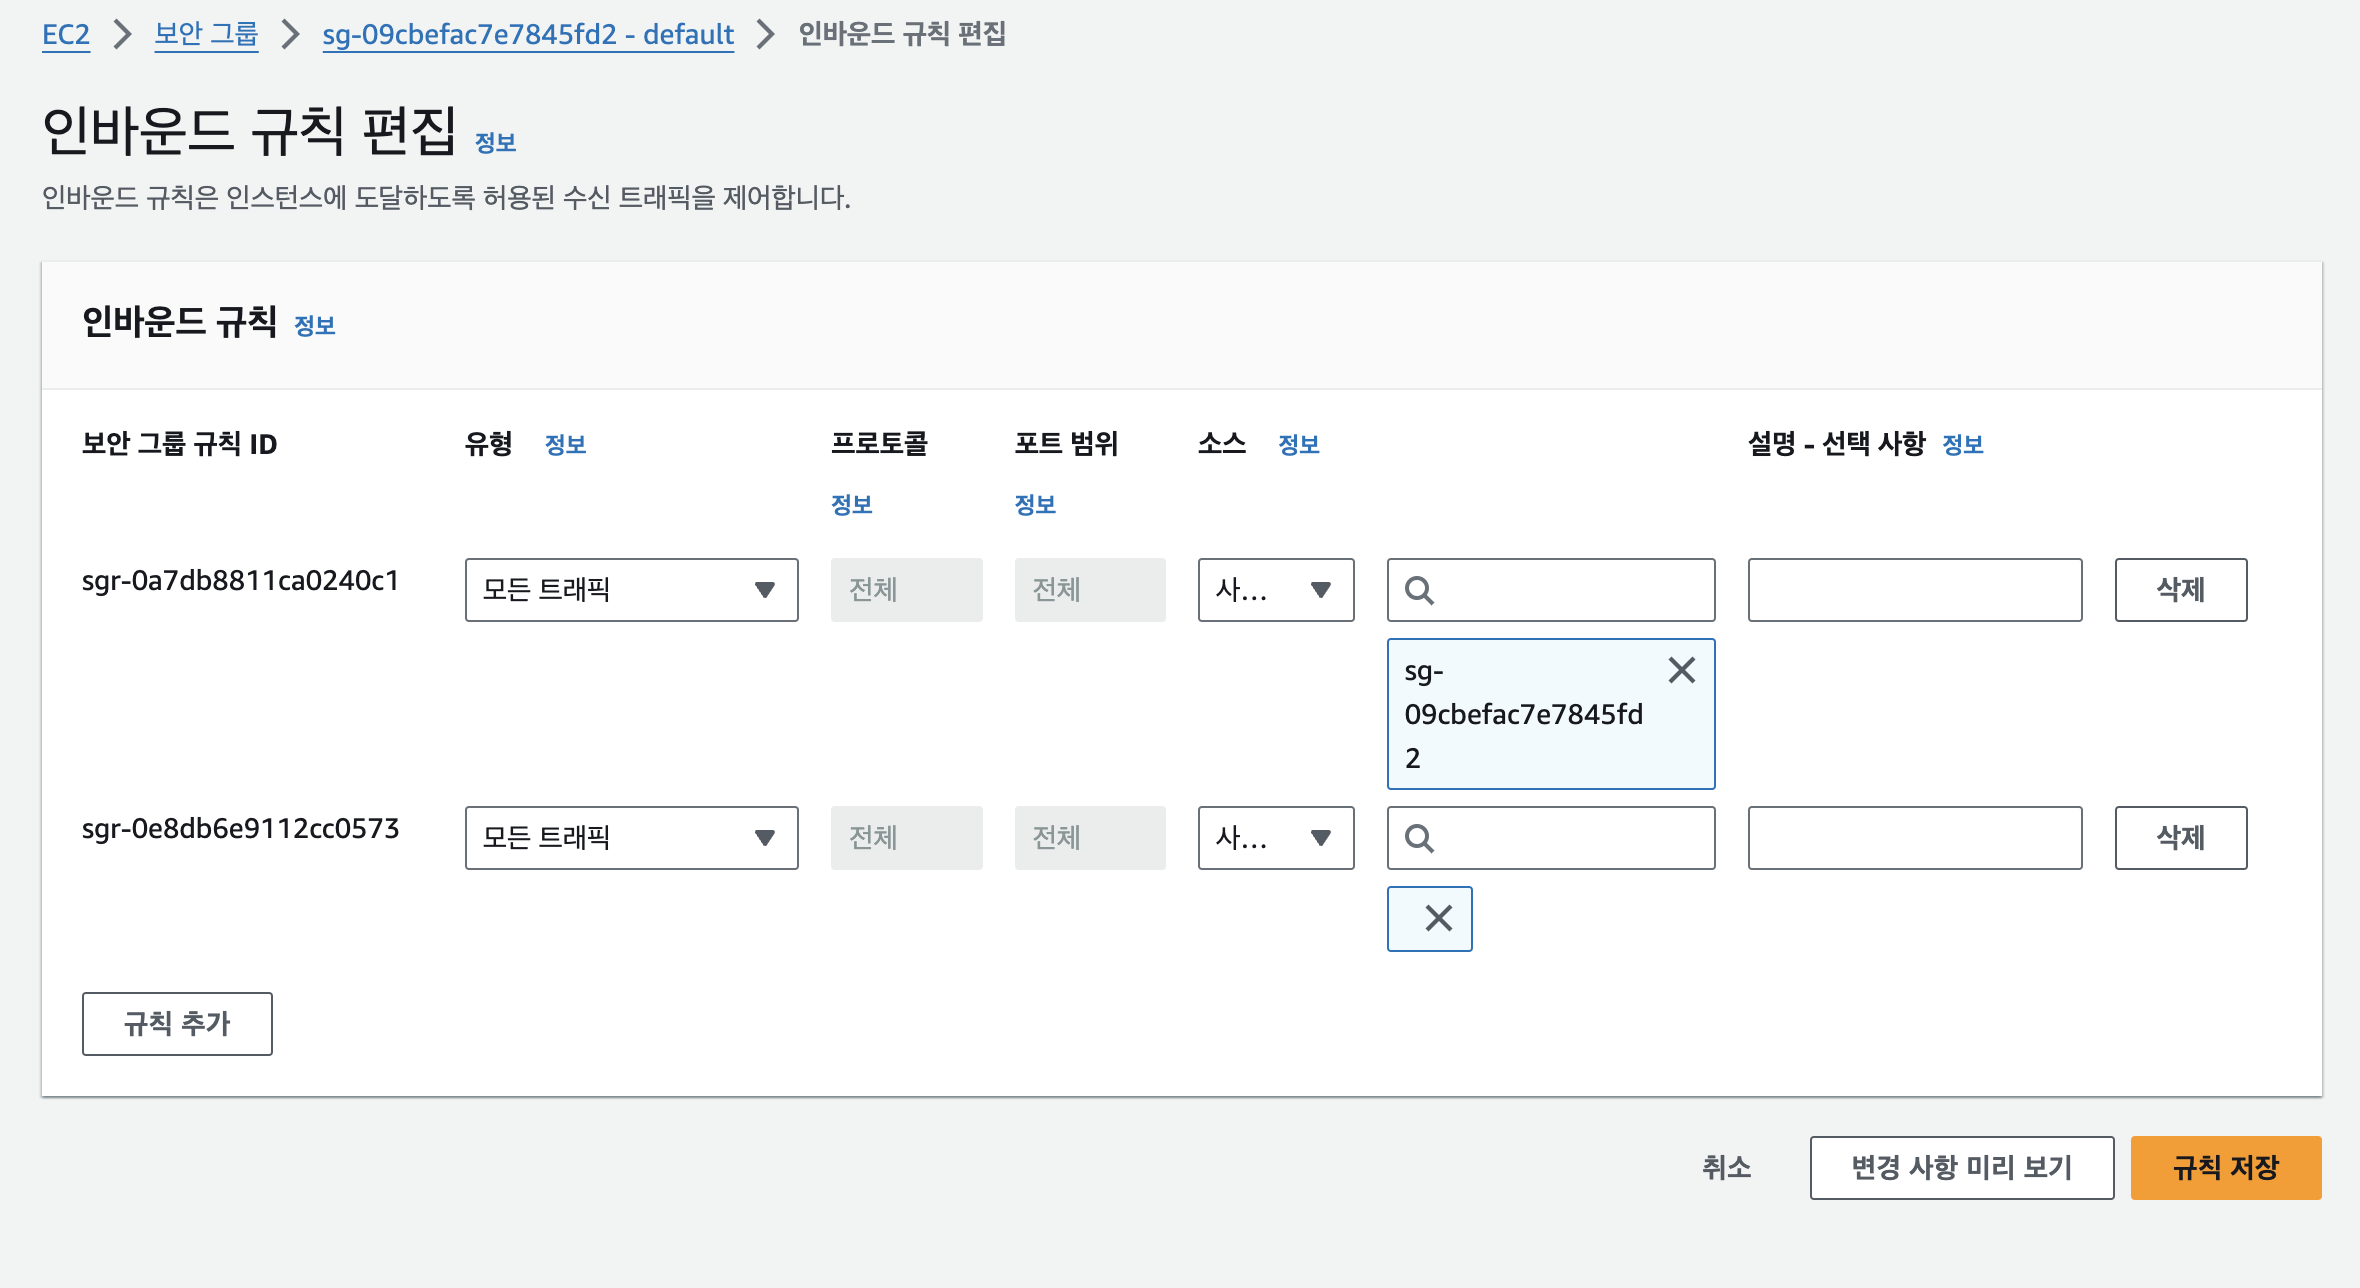 EC2 > 보안 그룹 > sg-09cbefac7e7845fd2 - default > 인바운드 규칙 편집
인바운드 규칙 편집 정보
인바운드 규칙은 인스턴스에 도달하도록 허용된 수신 트래픽을 제어합니다.
인바운드 규칙 정보
보안 그룹 규칙 ID 유형 정보 프로토콜 포트 범위 소스 정보 설명 - 선택 사항 정보
정보 정보
sgr-0a7db8811ca0240c1 모든 트래픽 전체 전체 사... 삭제
sg-
09cbefac7e7845fd
2
sgr-0e8db6e9112cc0573 모든 트래픽 전체 전체 사... 삭제
규칙 추가
취소 변경 사항 미리 보기 규칙 저장